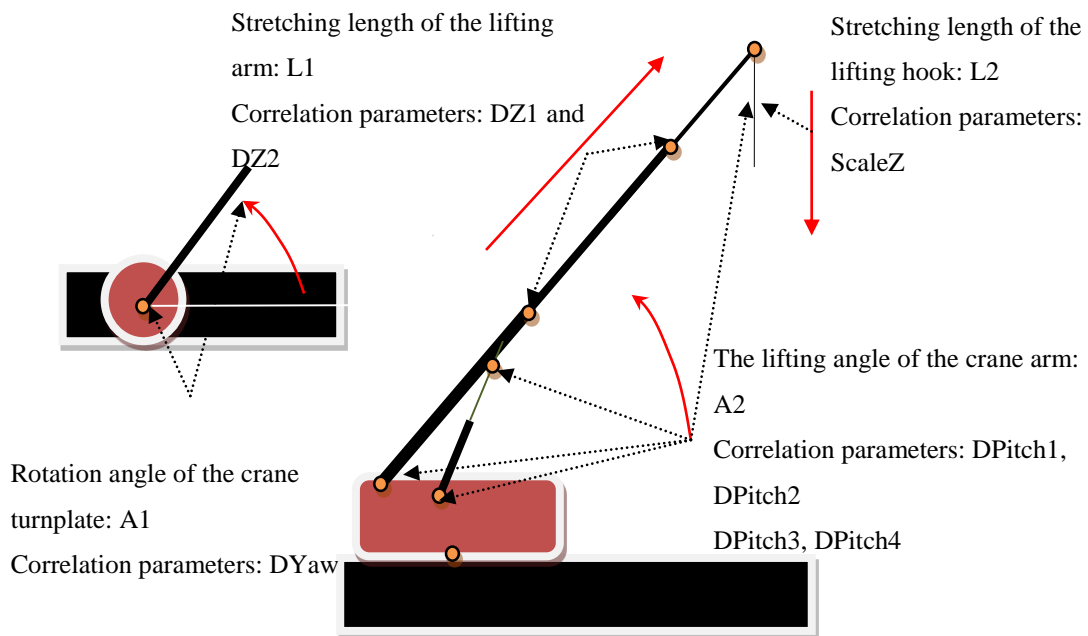 Stretching length of the lifting
arm: L1
Correlation parameters: DZ1 and
DZ2
Stretching length of the
lifting hook: L2
Correlation parameters:
ScaleZ
The lifting angle of the crane arm:
A2
Correlation parameters: DPitch1,
DPitch2
DPitch3, DPitch4
Rotation angle of the crane
turnplate: A1
Correlation parameters: DYaw